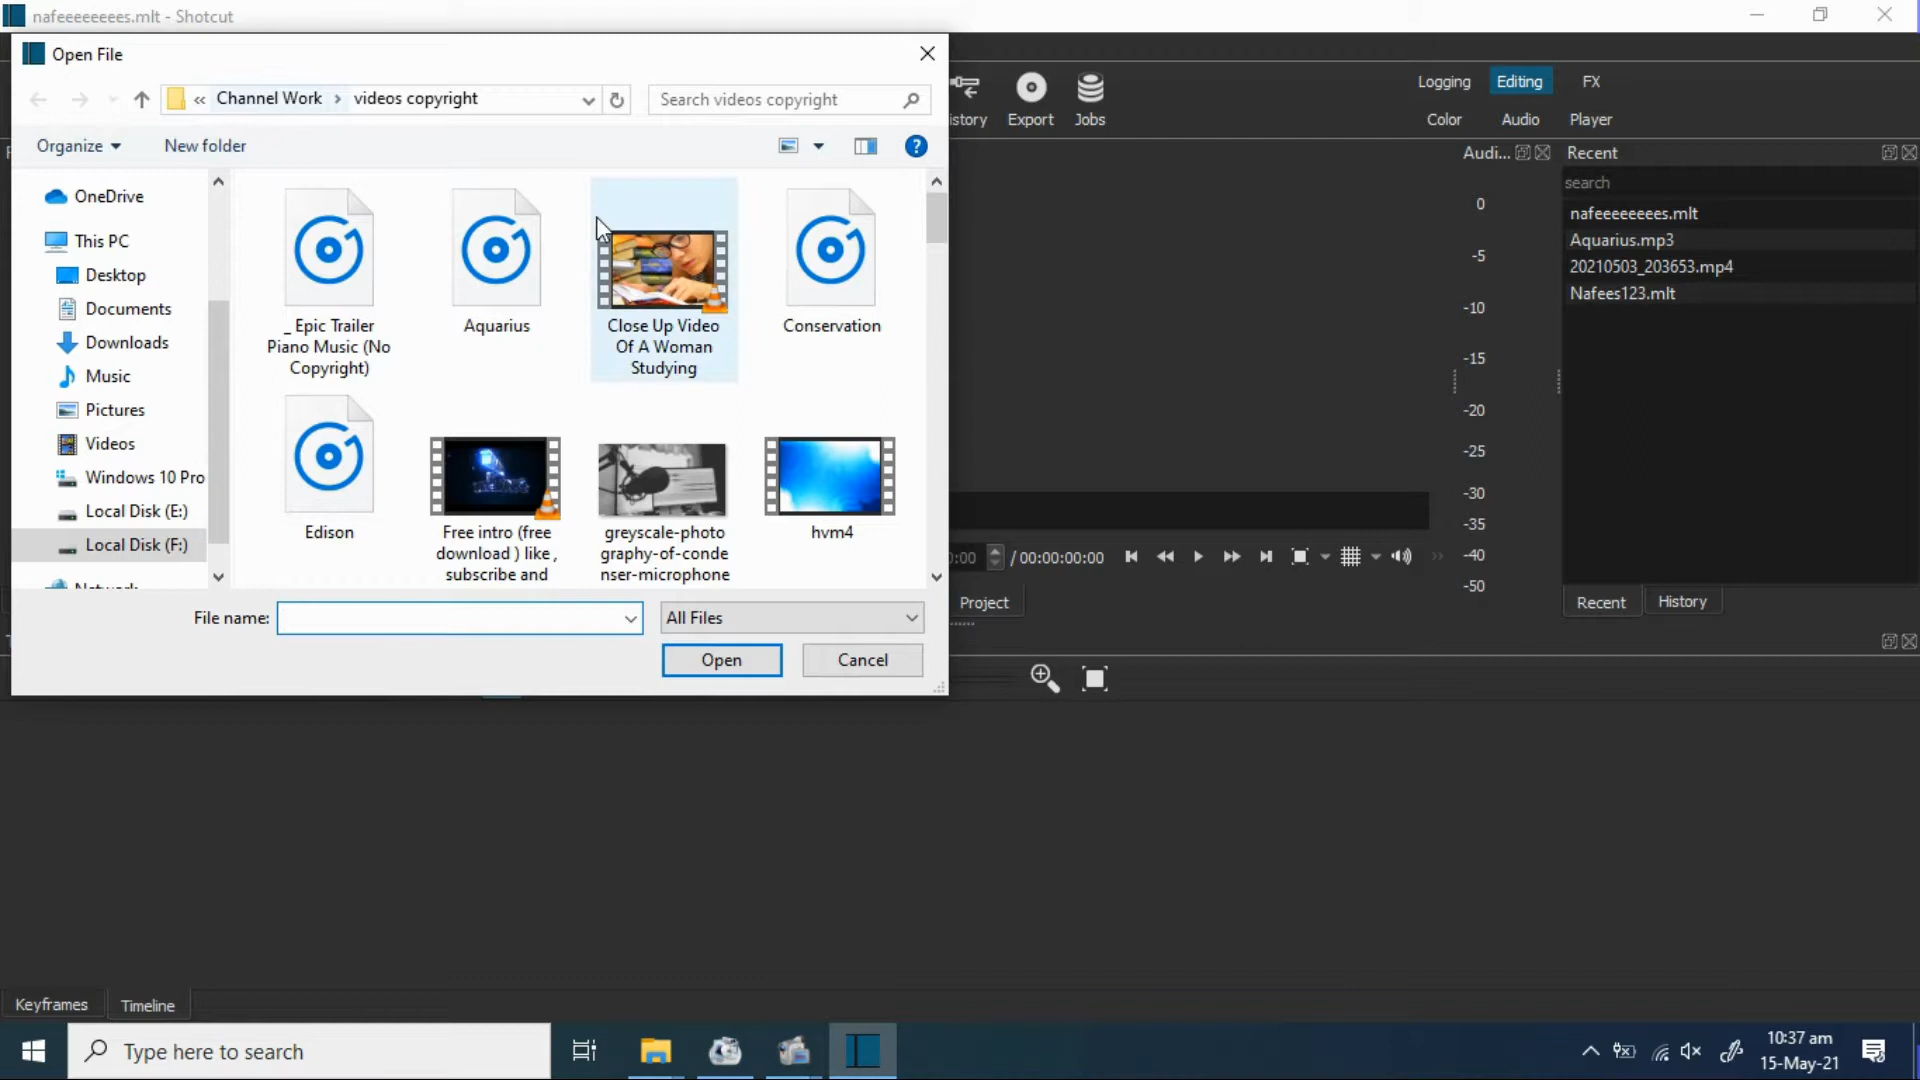 nafeeeeeeees.mlt - Shotcut
Open File
« Channel Work › videos copyright
Search videos copyright
Organize
New folder
OneDrive
This PC
Desktop
Documents
Downloads
Music
Pictures
Videos
Windows 10 Pro
Local Disk (E:)
Local Disk (F:)
_ Epic Trailer
Piano Music (No
Copyright)
Aquarius
Close Up Video
Of A Woman
Studying
Conservation
Edison
Free intro (free
download ) like ,
subscribe and
greyscale-photo
graphy-of-conde
nser-microphone
hvm4
File name:
All Files
Open
Cancel
istory
Export
Jobs
Logging
Editing
FX
Color
Audio
Player
Audi...
0
-5
-10
-15
-20
-25
-30
-35
-40
-50
Recent
search
nafeeeeeeees.mlt
Aquarius.mp3
20210503_203653.mp4
Nafees123.mlt
Recent
History
:00 / 00:00:00:00
Project
Keyframes
Timeline
Type here to search
10:37 am
15-May-21